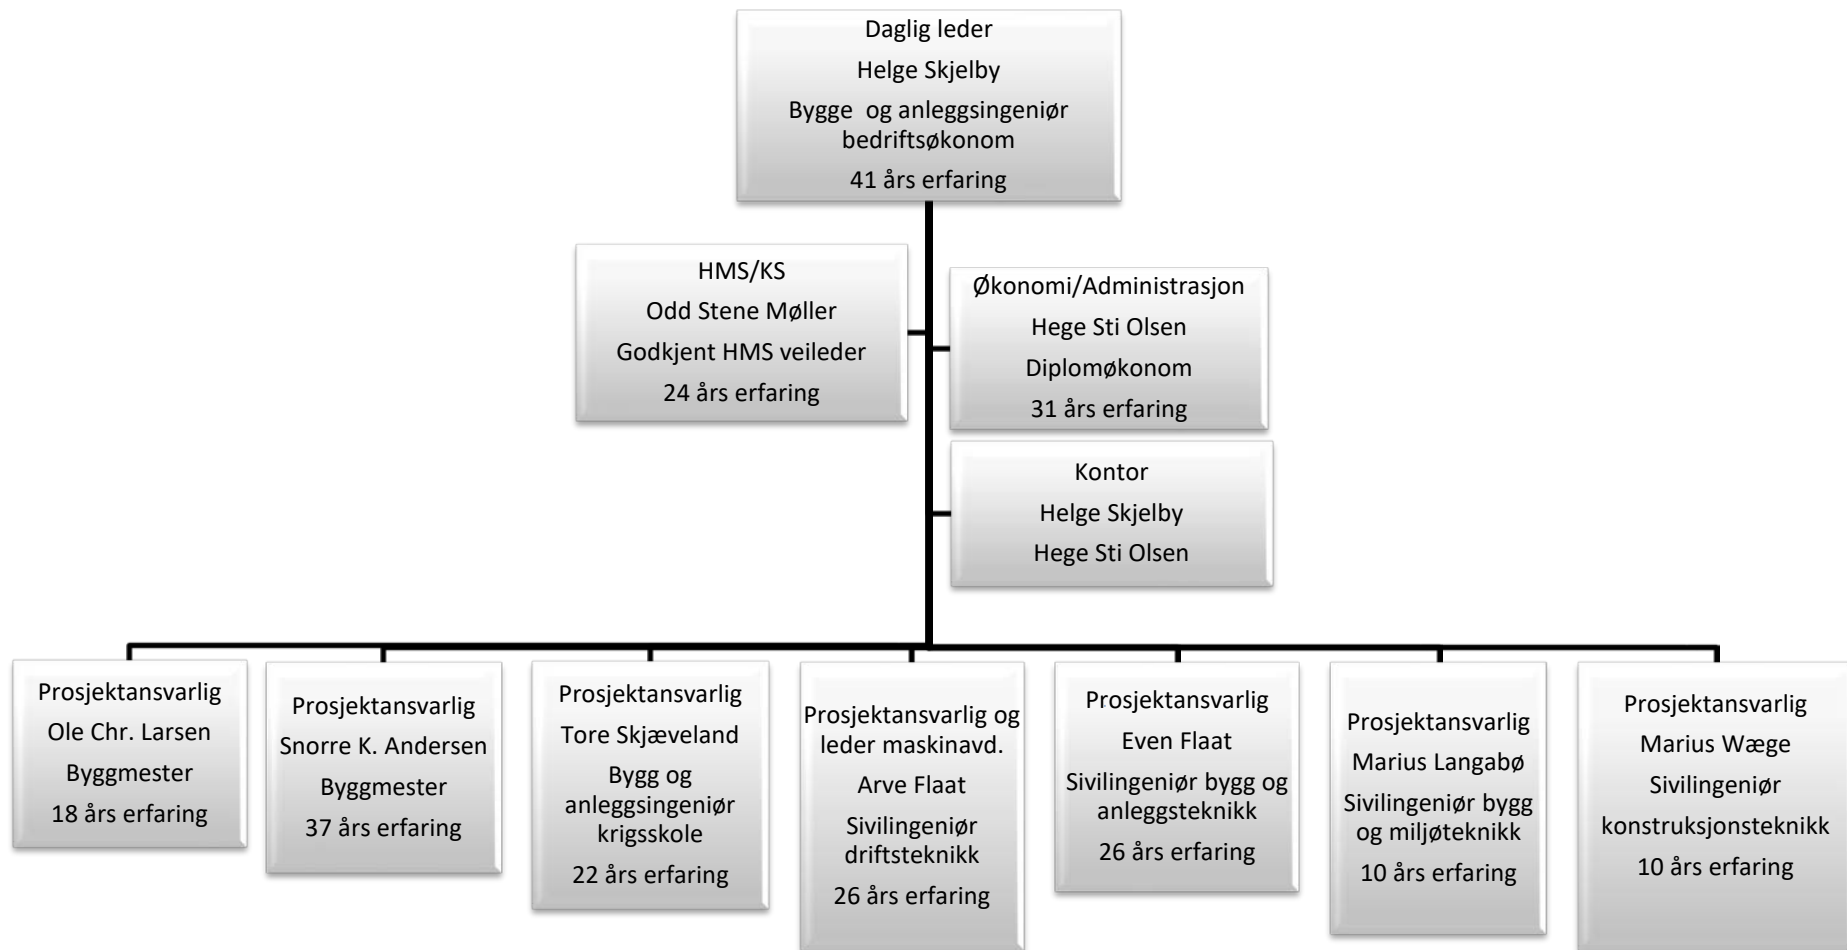 Daglig leder
Helge Skjelby
Bygge  og anleggsingeniør
bedriftsøkonom
41 års erfaring
HMS/KS
Odd Stene Møller
Godkjent HMS veileder
24 års erfaring
Økonomi/Administrasjon
Hege Sti Olsen
Diplomøkonom
31 års erfaring
Kontor
Helge Skjelby
Hege Sti Olsen
Prosjektansvarlig
Ole Chr. Larsen
Byggmester
18 års erfaring
Prosjektansvarlig
Snorre K. Andersen
Byggmester
37 års erfaring
Prosjektansvarlig
Tore Skjæveland
Bygg og
anleggsingeniør
krigsskole
22 års erfaring
Prosjektansvarlig og
leder maskinavd.
Arve Flaat
Sivilingeniør
driftsteknikk
26 års erfaring
Prosjektansvarlig
Even Flaat
Sivilingeniør bygg og
anleggsteknikk
26 års erfaring
Prosjektansvarlig
Marius Langabø
Sivilingeniør bygg
og miljøteknikk
10 års erfaring
Prosjektansvarlig
Marius Wæge
Sivilingeniør
konstruksjonsteknikk
10 års erfaring